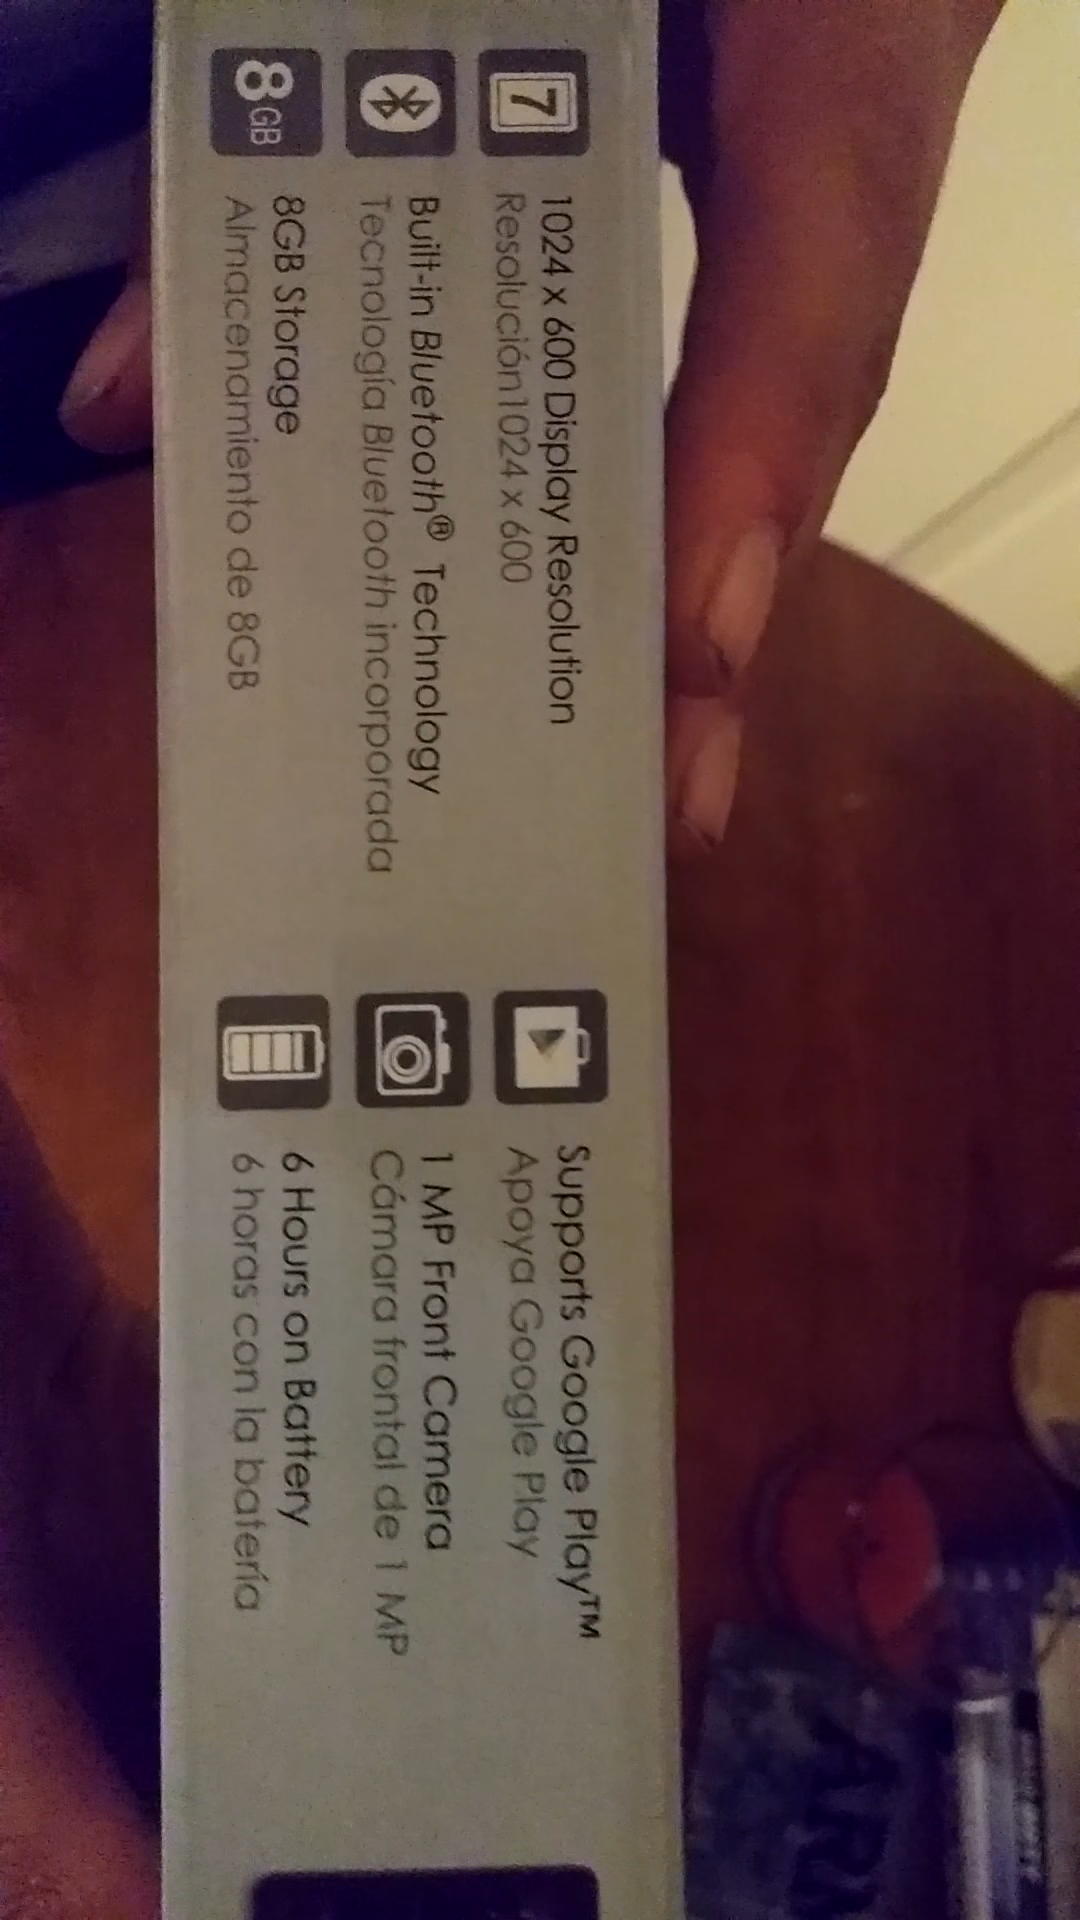 7
1024 x 600 Display Resolution
Resolución1024 x 600
Built-in Bluetooth® Technology
Tecnología Bluetooth incorporada
8GB
8GB Storage
Almacenamiento de 8GB
Supports Google Play™
Apoya Google Play
1 MP Front Camera
Cámara frontal de 1 MP
6 Hours on Battery
6 horas con la batería